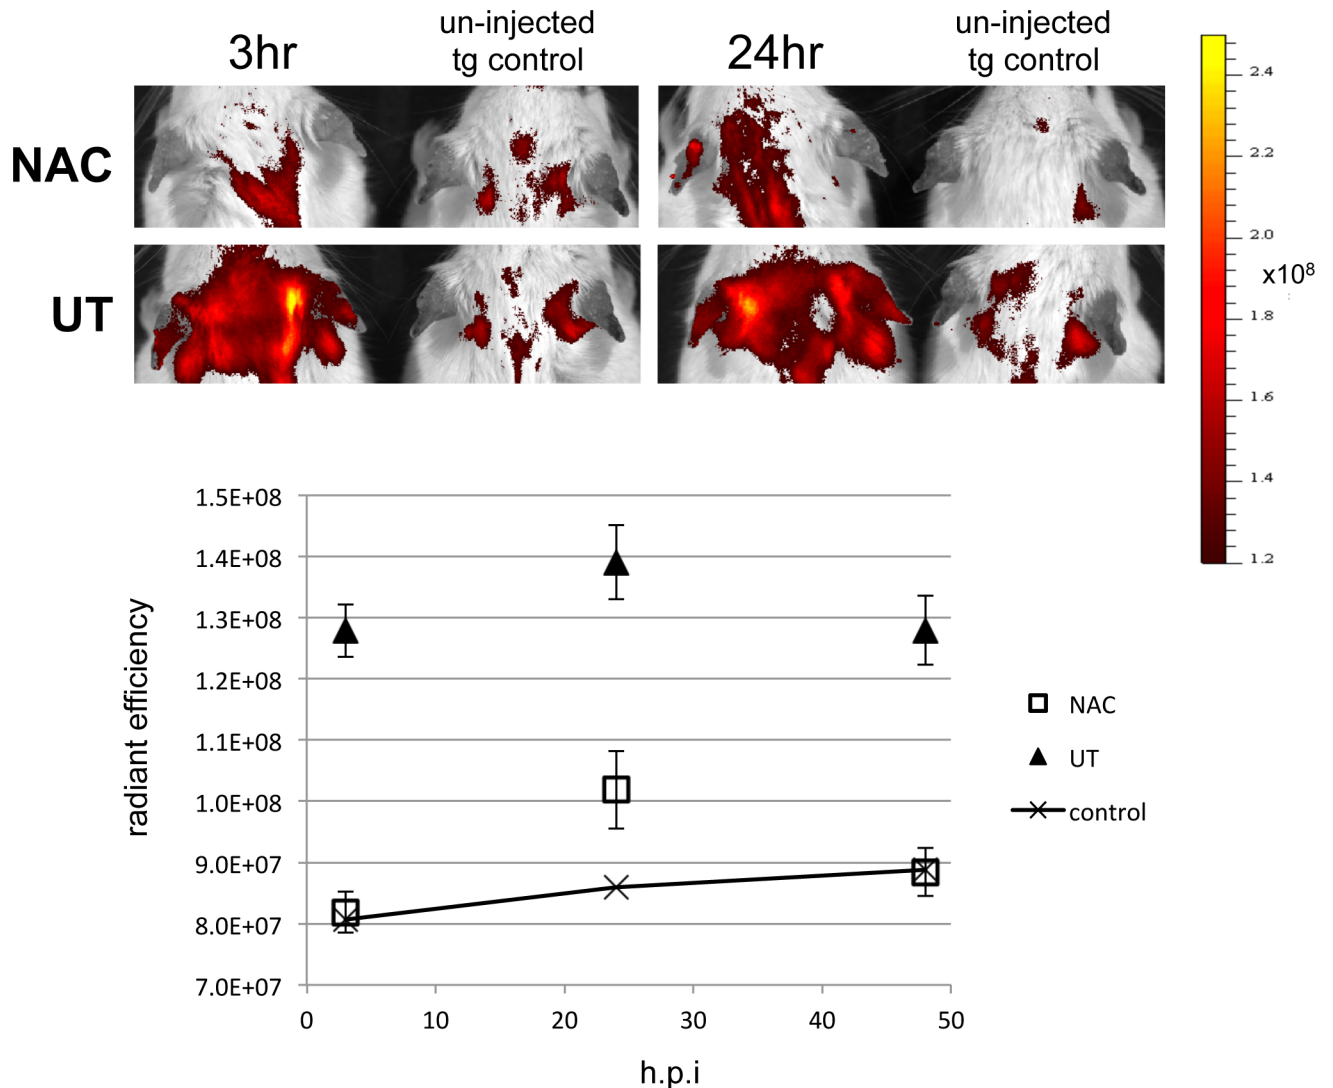 3hr
un-injected
tg control
24hr
un-injected
tg control
NAC
UT
2.4
2.2
2.0
x10⁸
1.8
1.6
1.4
1.2
1.5E+08
1.4E+08
1.3E+08
1.2E+08
1.1E+08
1.0E+08
9.0E+07
8.0E+07
7.0E+07
radiant efficiency
0 10 20 30 40 50
h.p.i
NAC
UT
control